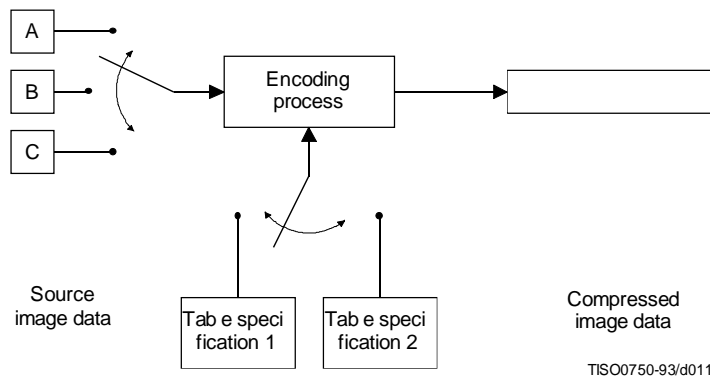 A
B
C
Encoding
process
Source
image data
Tab e speci
fication 1
Tab e speci
fication 2
Compressed
image data
TISO0750-93/d011